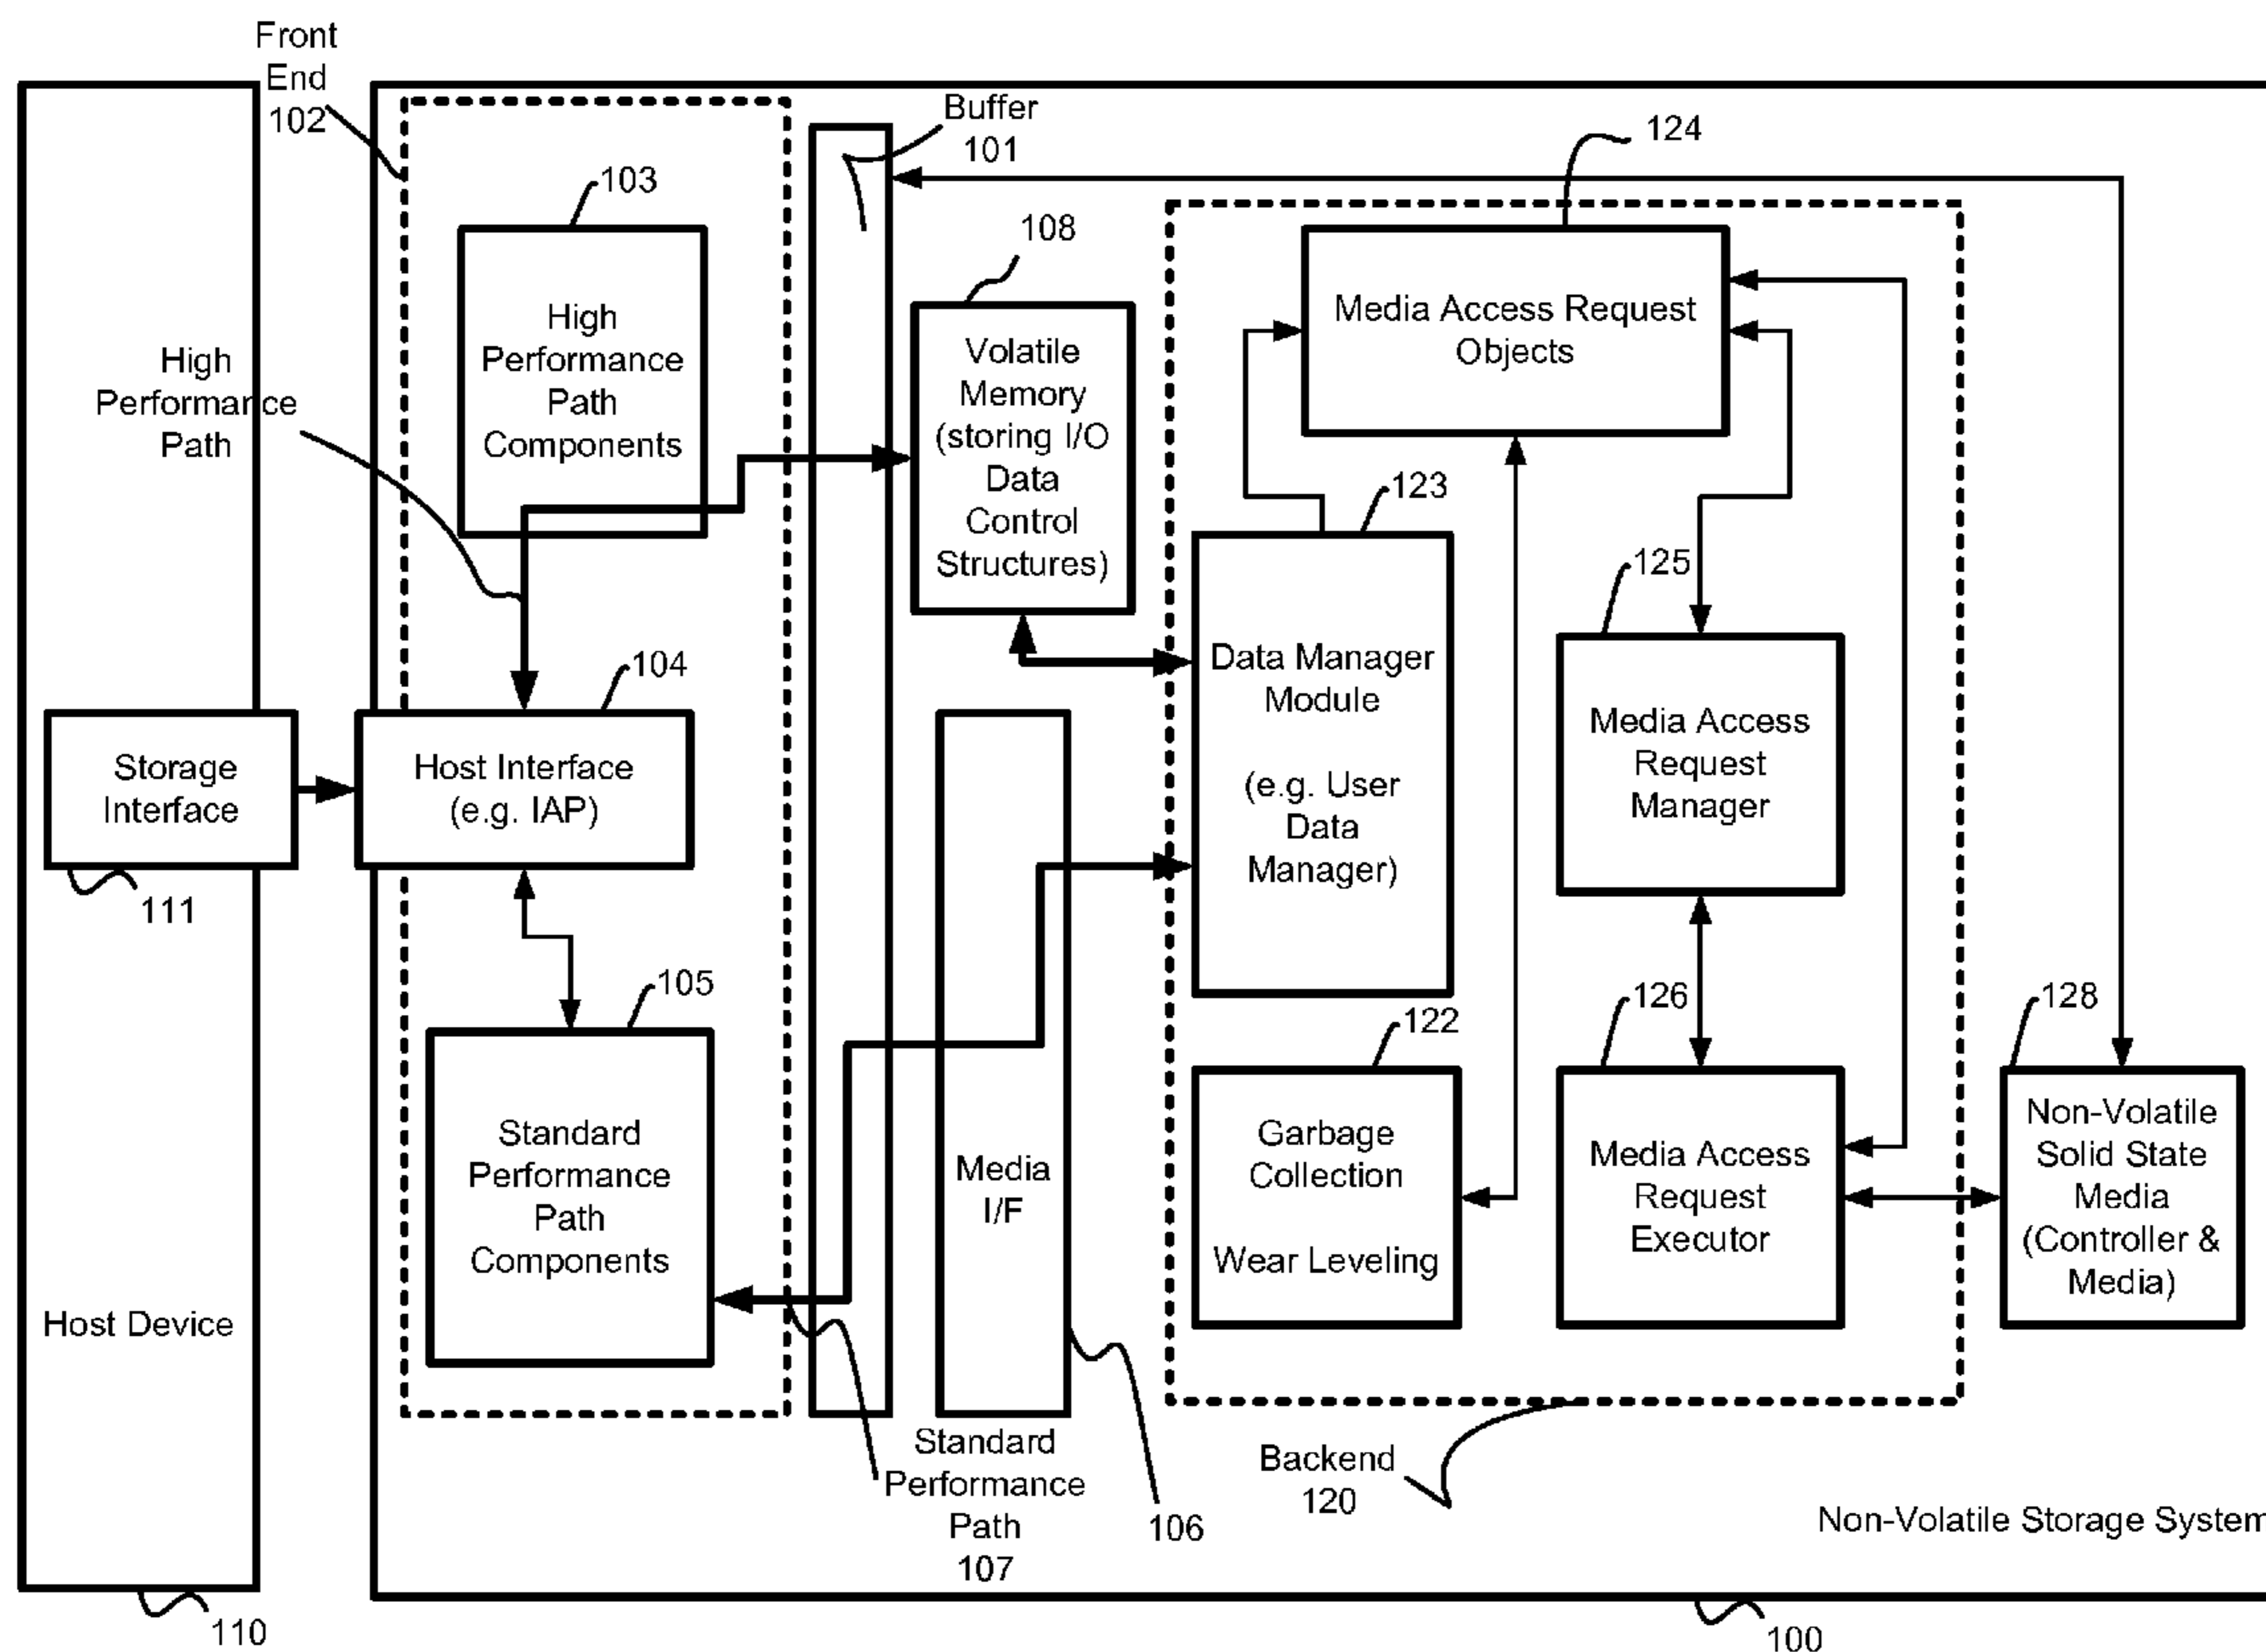 Front
End
102
Buffer
101
124
103
108
High
Performance
Path
High
Performance
Path
Components
Volatile
Memory
(storing I/O
Data
Control
Structures)
Media Access Request
Objects
123
125
104
Storage
Interface
Host Interface
(e.g. IAP)
Data Manager
Module
(e.g. User
Data
Manager)
Media Access
Request
Manager
111
105
122
126
128
Standard
Performance
Path
Components
Media
I/F
Garbage
Collection
Wear Leveling
Media Access
Request
Executor
Non-Volatile
Solid State
Media
(Controller &
Media)
Host Device
Standard
Performance
Path
107
106
Backend
120
Non-Volatile Storage System
110
100